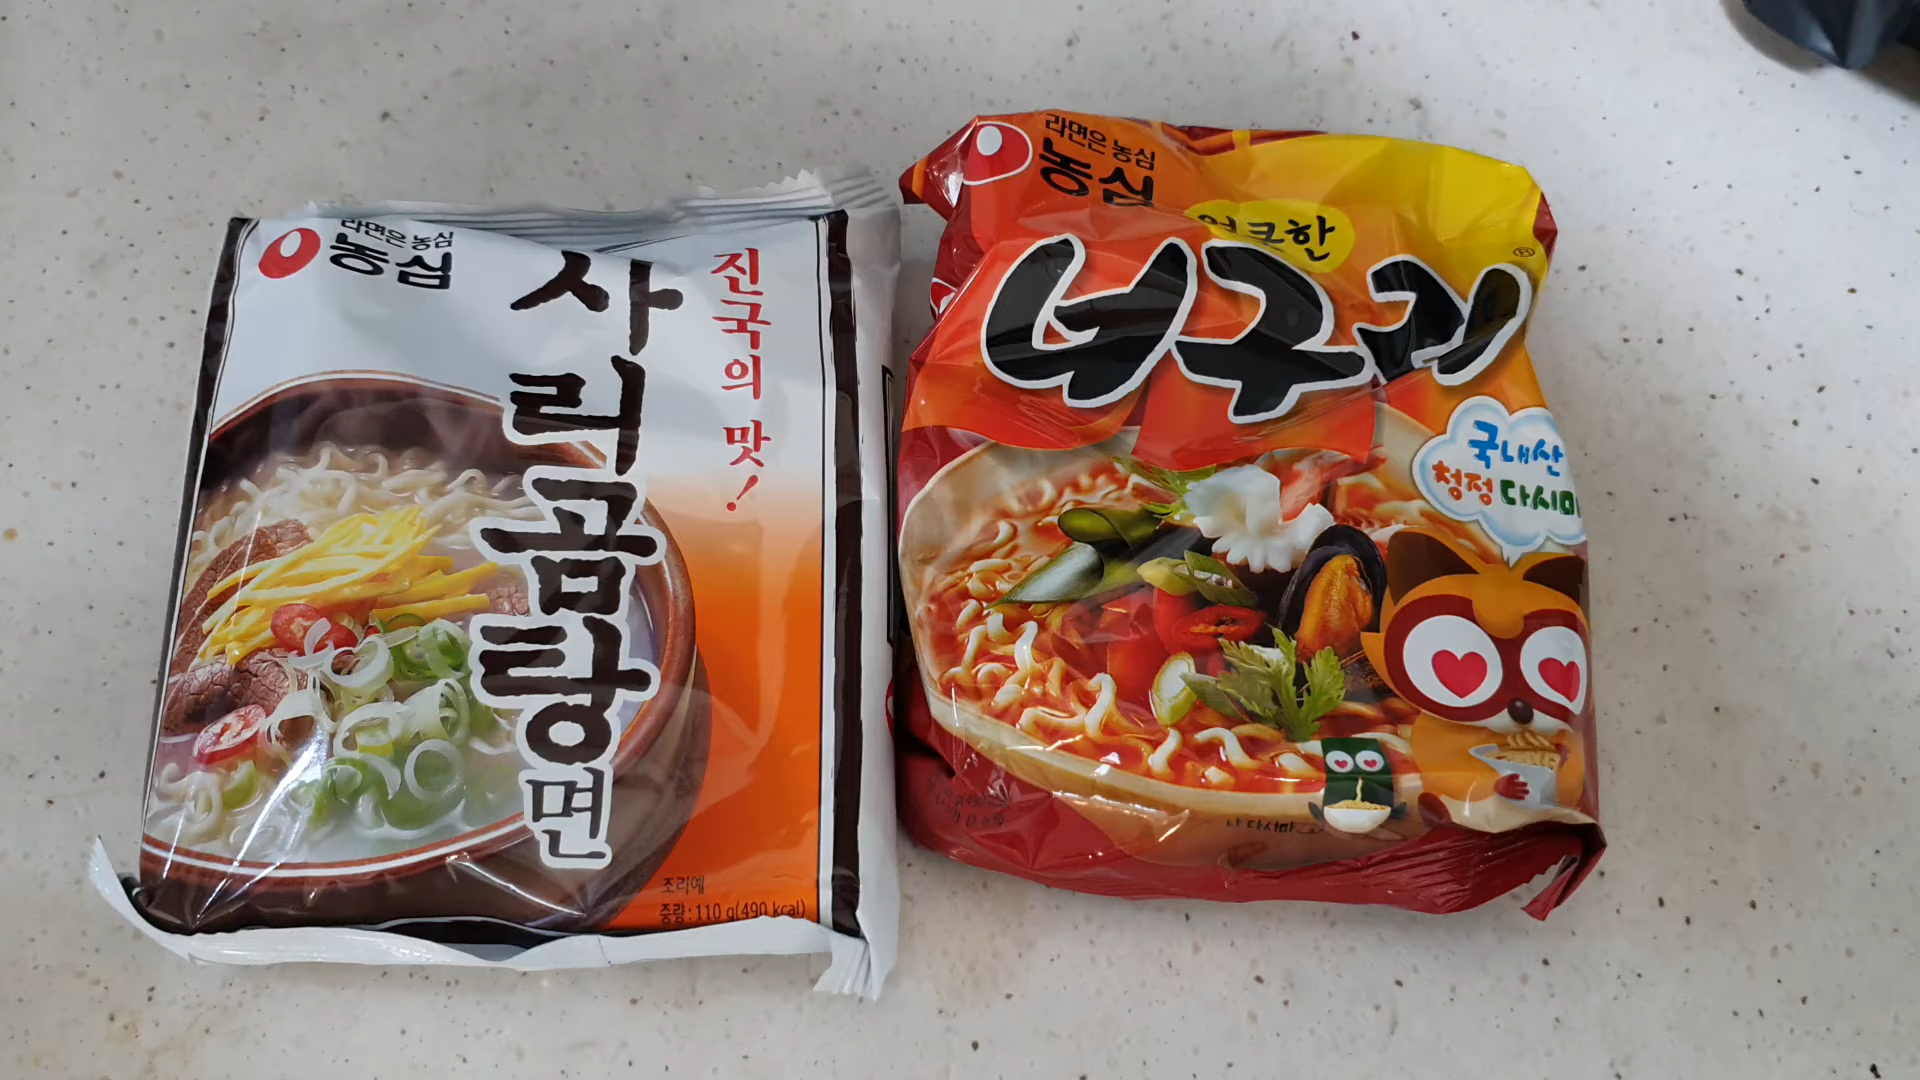 라면은 농심
농심
사리곰탕면
진국의 맛!
조리예
중량:110 g(490 kcal)
라면은 농심
농심
얼큰한
너구리
®
국내산
청정 다시마